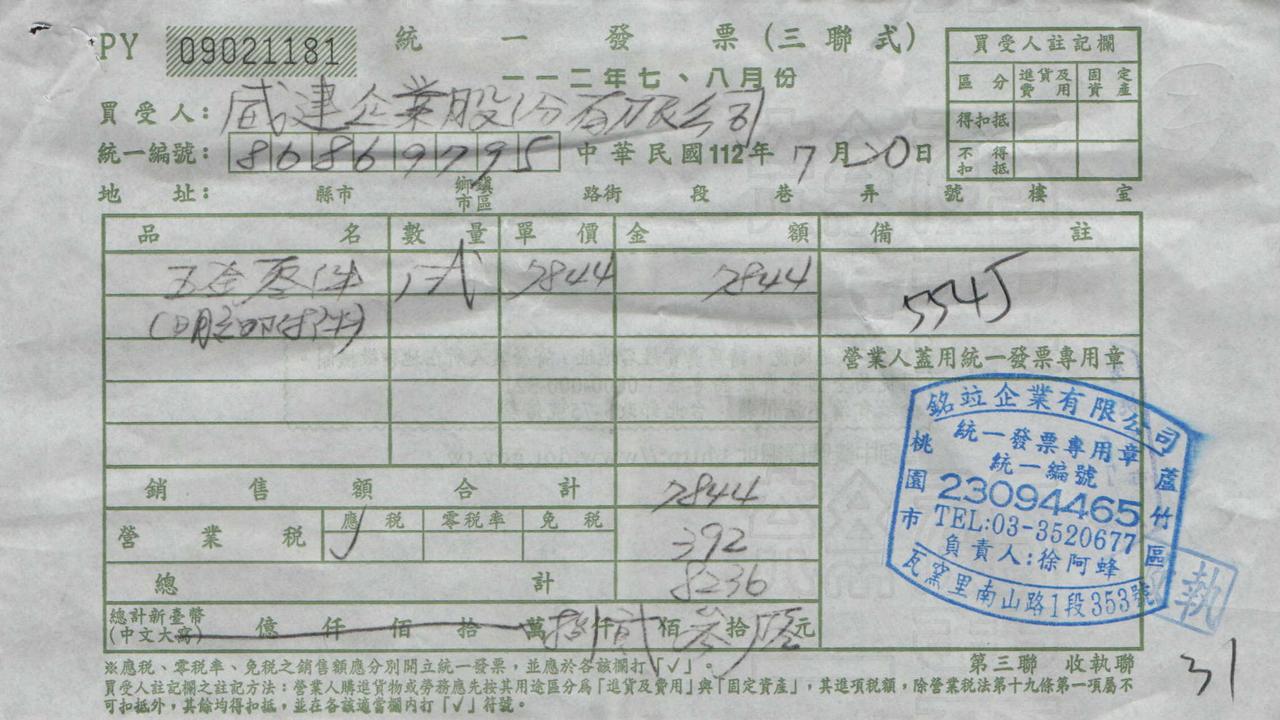 PY 09021181 統一發票(三聯式)
一一二年七、八月份
買受人註記欄
區分 進貨及費用 固定資產
得扣抵
不得扣抵
買受人: 威建企業股份有限公司
統一編號: 86869795 中華民國112年7月20日
地址: 縣市 鄉鎮市區 路街 段 巷 弄 號 樓 室
品名 數量 單價 金額 備註
五金零件 1式 7844 7844 554J
營業人蓋用統一發票專用章
銷售額合計 7844
營業稅 應稅 零稅率 免稅 392
總計 8236
總計新臺幣
(中文大寫) 億 仟 佰 拾 萬 捌仟貳佰參拾陸元
銘竝企業有限公司
統一發票專用章
統一編號
23094465
TEL:03-3520677
負責人:徐阿蜂
桃園市 蘆竹區
瓦窯里南山路1段353號
執
第三聯 收執聯
31
※應稅、零稅率、免稅之銷售額應分別開立統一發票,並應於各該欄打「✓」。
買受人註記欄之註記方法:營業人購進貨物或勞務應先按其用途區分為「進貨及費用」與「固定資產」,其進項稅額,除營業稅法第十九條第一項屬不
可扣抵外,其餘均得扣抵,並在各該適當欄內打「✓」符號。